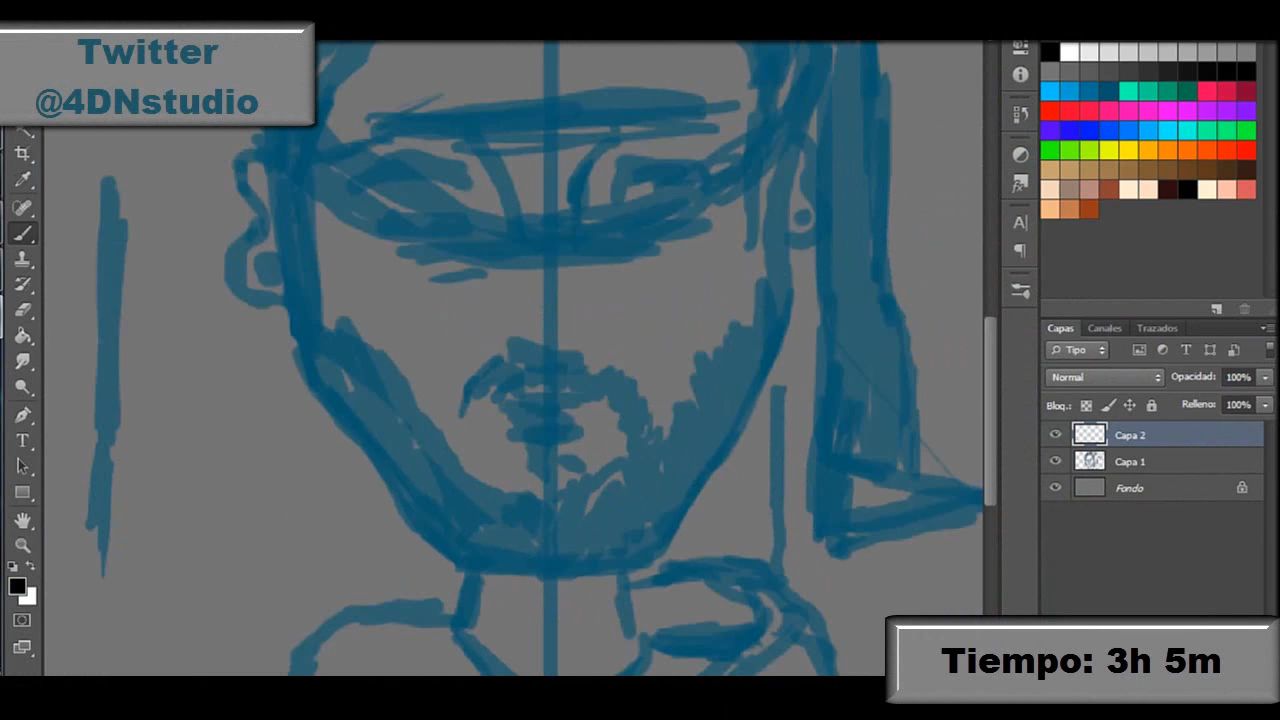 Twitter
@4DNstudio
Capas Canales Trazados
Tipo
Normal Opacidad: 100%
Bloq.: Relleno: 100%
Capa 2
Capa 1
Fondo
Tiempo: 3h 5m